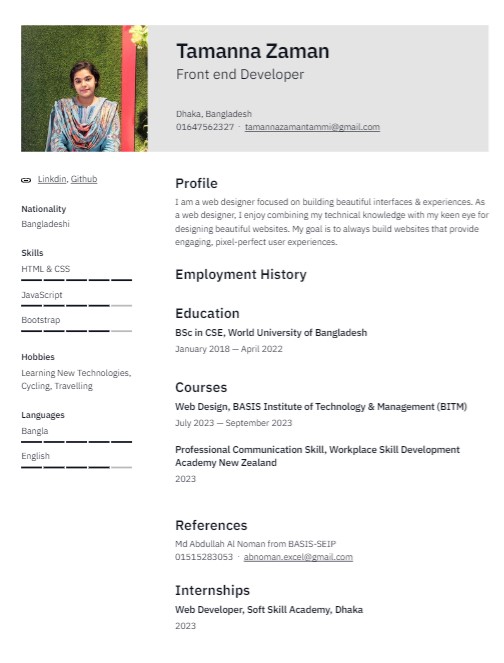 Tamanna Zaman
Front end Developer
Dhaka, Bangladesh
01647562327 · tamannazamantammi@gmail.com
Linkdin, Github
Nationality
Bangladeshi
Skills
HTML & CSS
JavaScript
Bootstrap
Hobbies
Learning New Technologies,
Cycling, Travelling
Languages
Bangla
English
Profile
I am a web designer focused on building beautiful interfaces & experiences. As
a web designer, I enjoy combining my technical knowledge with my keen eye for
designing beautiful websites. My goal is to always build websites that provide
engaging, pixel-perfect user experiences.
Employment History
Education
BSc in CSE, World University of Bangladesh
January 2018 — April 2022
Courses
Web Design, BASIS Institute of Technology & Management (BITM)
July 2023 — September 2023
Professional Communication Skill, Workplace Skill Development
Academy New Zealand
2023
References
Md Abdullah Al Noman from BASIS-SEIP
01515283053 · abnoman.excel@gmail.com
Internships
Web Developer, Soft Skill Academy, Dhaka
2023